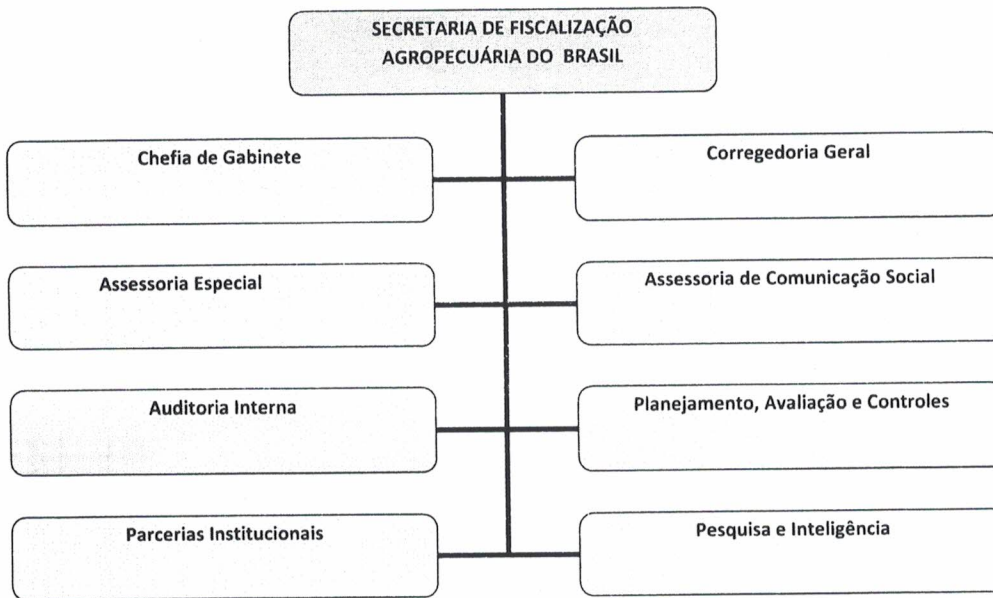 SECRETARIA DE FISCALIZAÇÃO
AGROPECUÁRIA DO BRASIL
Chefia de Gabinete
Corregedoria Geral
Assessoria Especial
Assessoria de Comunicação Social
Auditoria Interna
Planejamento, Avaliação e Controles
Parcerias Institucionais
Pesquisa e Inteligência